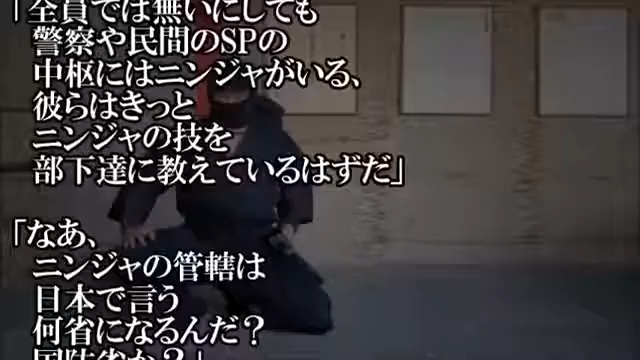 「全員では無いにしても
警察や民間のSPの
中枢にはニンジャがいる、
彼らはきっと
ニンジャの技を
部下達に教えているはずだ」
「なあ、
ニンジャの管轄は
日本で言う
何省になるんだ？